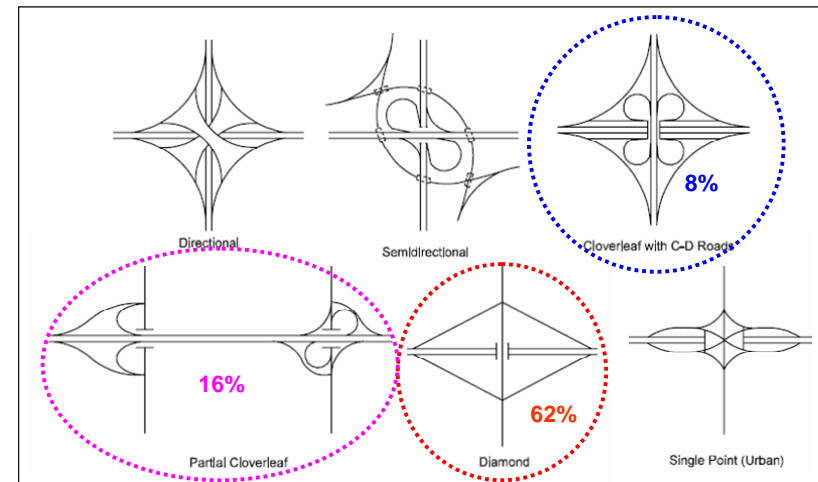 8%
Directional
Semidirectional
Cloverleaf with C-D Roads
16%
62%
Partial Cloverleaf
Diamond
Single Point (Urban)